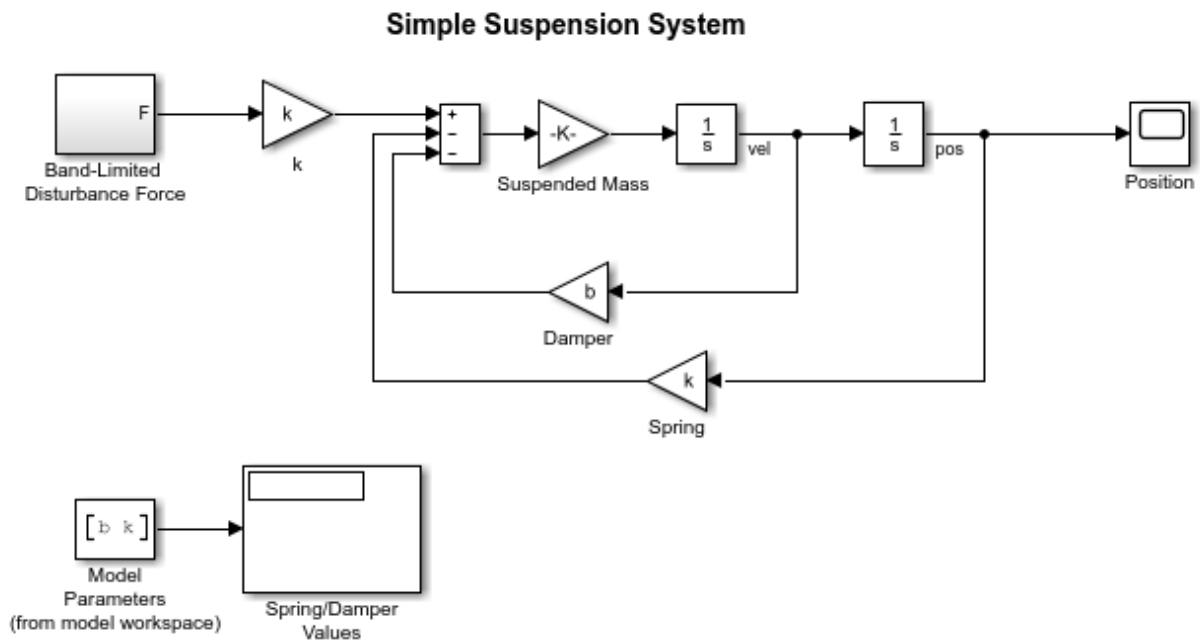 Simple Suspension System
F
Band-Limited
Disturbance Force
k
k
+
−
−
-K-
Suspended Mass
1
s
vel
1
s
pos
Position
b
Damper
k
Spring
[b k]
Model
Parameters
(from model workspace)
Spring/Damper
Values